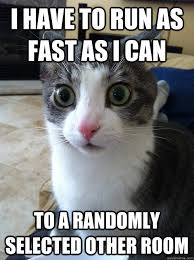 I HAVE TO RUN AS
FAST AS I CAN
TO A RANDOMLY
SELECTED OTHER ROOM